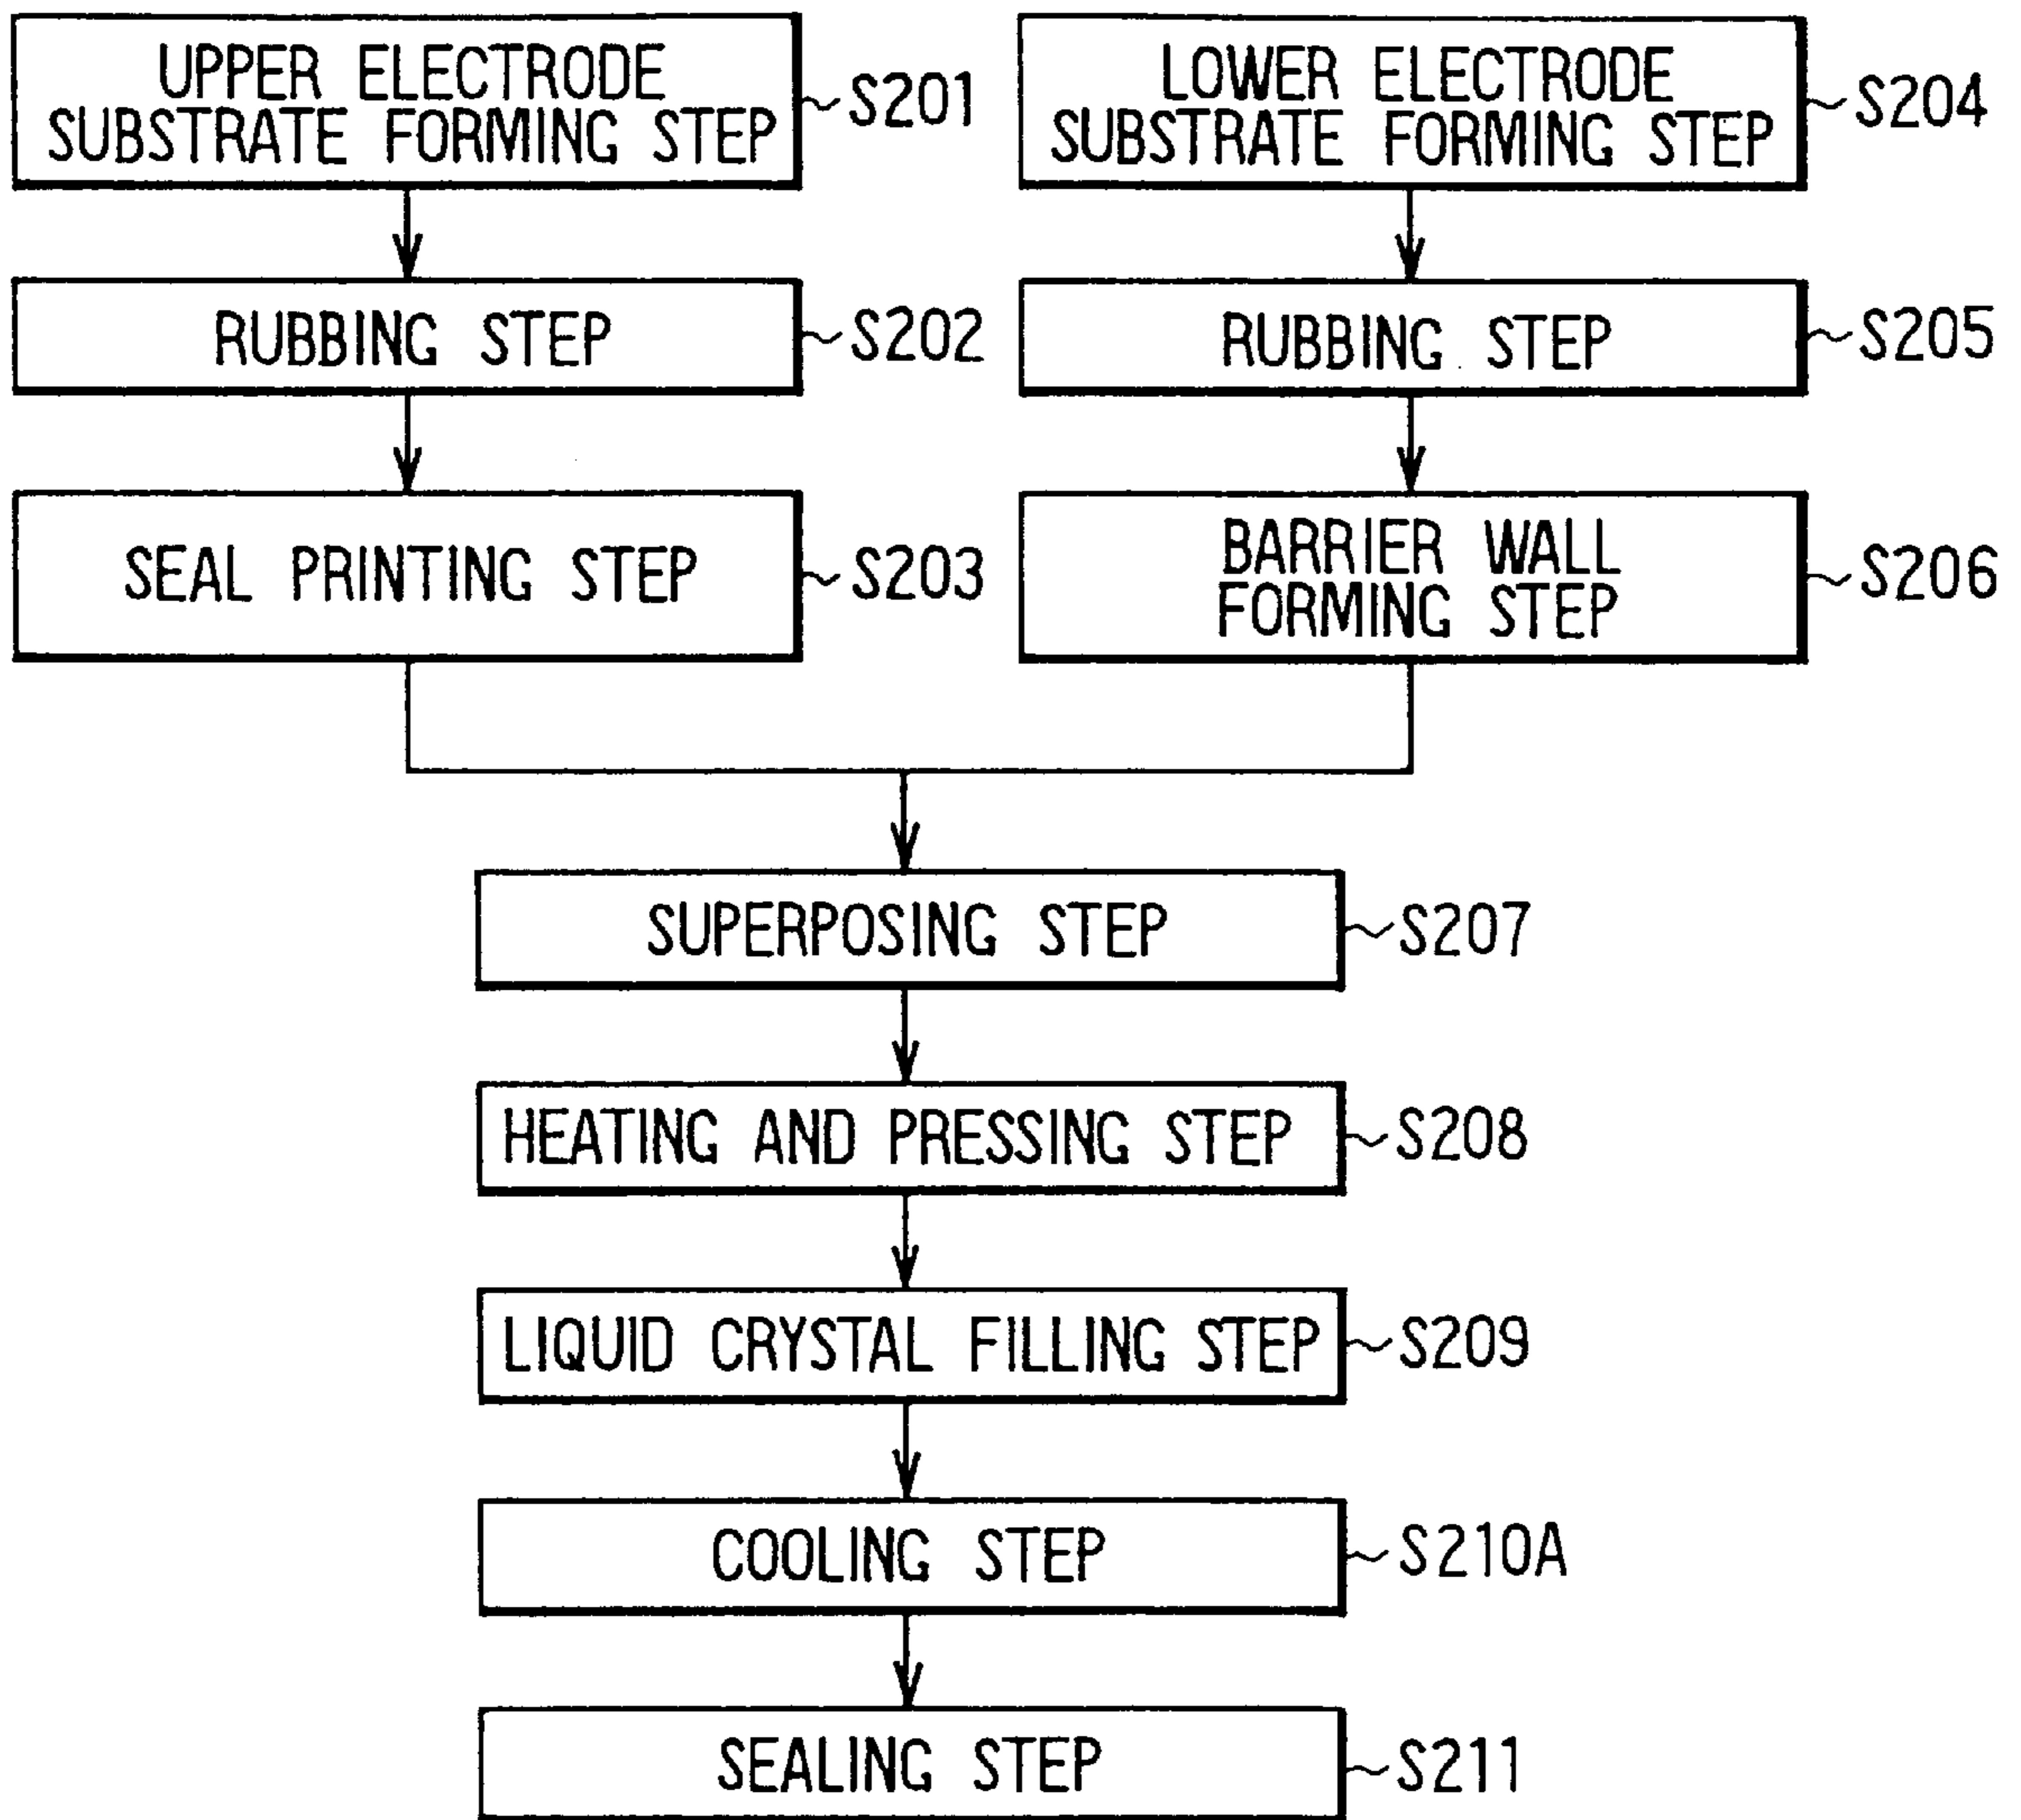 UPPER ELECTRODE
SUBSTRATE FORMING STEP
S201
RUBBING STEP
S202
SEAL PRINTING STEP
S203
LOWER ELECTRODE
SUBSTRATE FORMING STEP
S204
RUBBING STEP
S205
BARRIER WALL
FORMING STEP
S206
SUPERPOSING STEP
S207
HEATING AND PRESSING STEP
S208
LIQUID CRYSTAL FILLING STEP
S209
COOLING STEP
S210A
SEALING STEP
S211